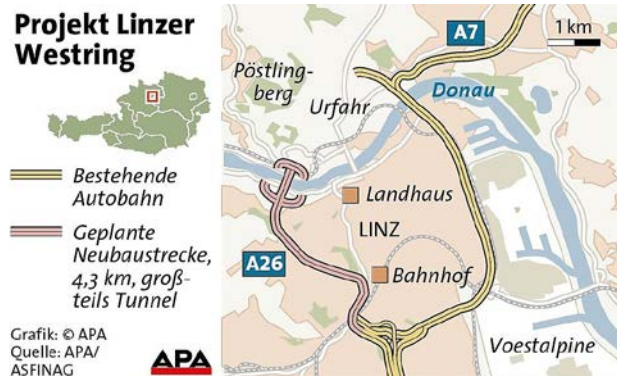 Projekt Linzer
Westring
Bestehende
Autobahn
Geplante
Neubaustrecke,
4,3 km, groß-
teils Tunnel
Grafik: © APA
Quelle: APA/
ASFINAG
APA
A7
1 km
Pöstling-
berg
Urfahr
Donau
Landhaus
LINZ
A26
Bahnhof
Voestalpine